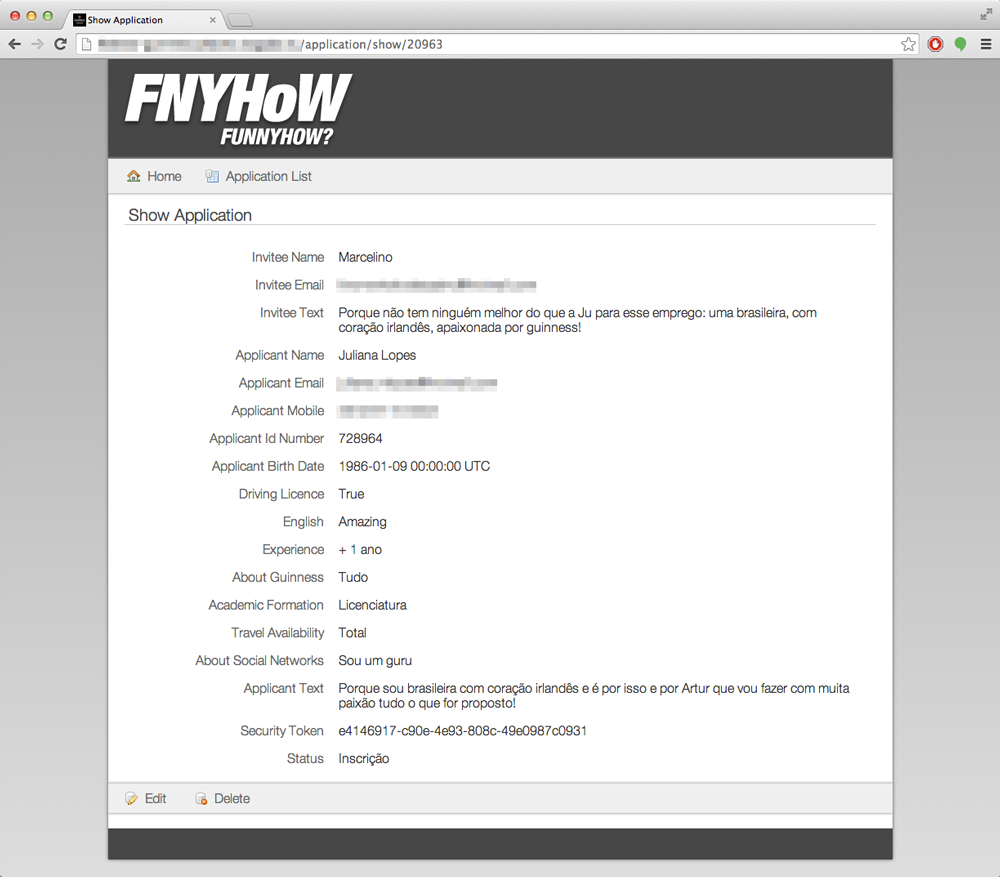 Show Application
/application/show/20963
FNYHoW
FUNNYHOW?
Home Application List
Show Application
Invitee Name Marcelino
Invitee Email
Invitee Text Porque não tem ninguém melhor do que a Ju para esse emprego: uma brasileira, com
coração irlandês, apaixonada por guinness!
Applicant Name Juliana Lopes
Applicant Email
Applicant Mobile
Applicant Id Number 728964
Applicant Birth Date 1986-01-09 00:00:00 UTC
Driving Licence True
English Amazing
Experience + 1 ano
About Guinness Tudo
Academic Formation Licenciatura
Travel Availability Total
About Social Networks Sou um guru
Applicant Text Porque sou brasileira com coração irlandês e é por isso e por Artur que vou fazer com muita
paixão tudo o que for proposto!
Security Token e4146917-c90e-4e93-808c-49e0987c0931
Status Inscrição
Edit Delete